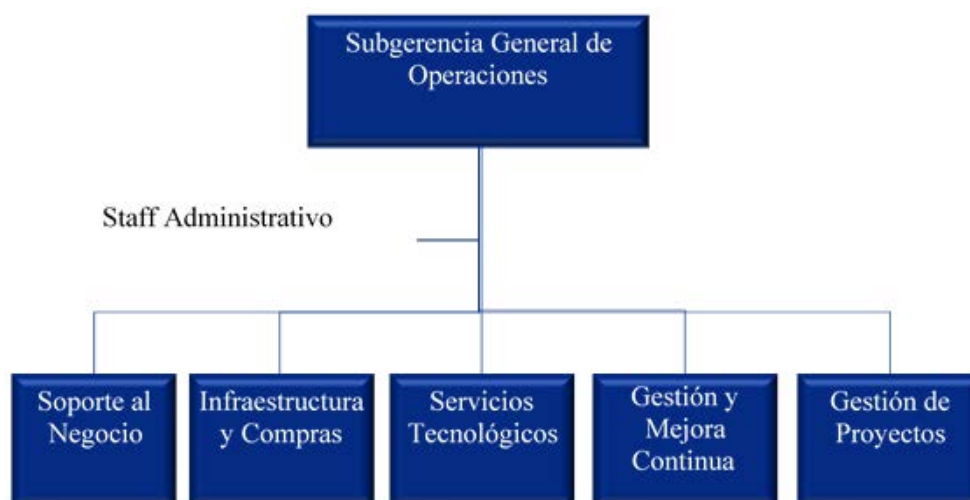 Subgerencia General de
Operaciones
Staff Administrativo
Soporte al
Negocio
Infraestructura
y Compras
Servicios
Tecnológicos
Gestión y
Mejora
Continua
Gestión de
Proyectos